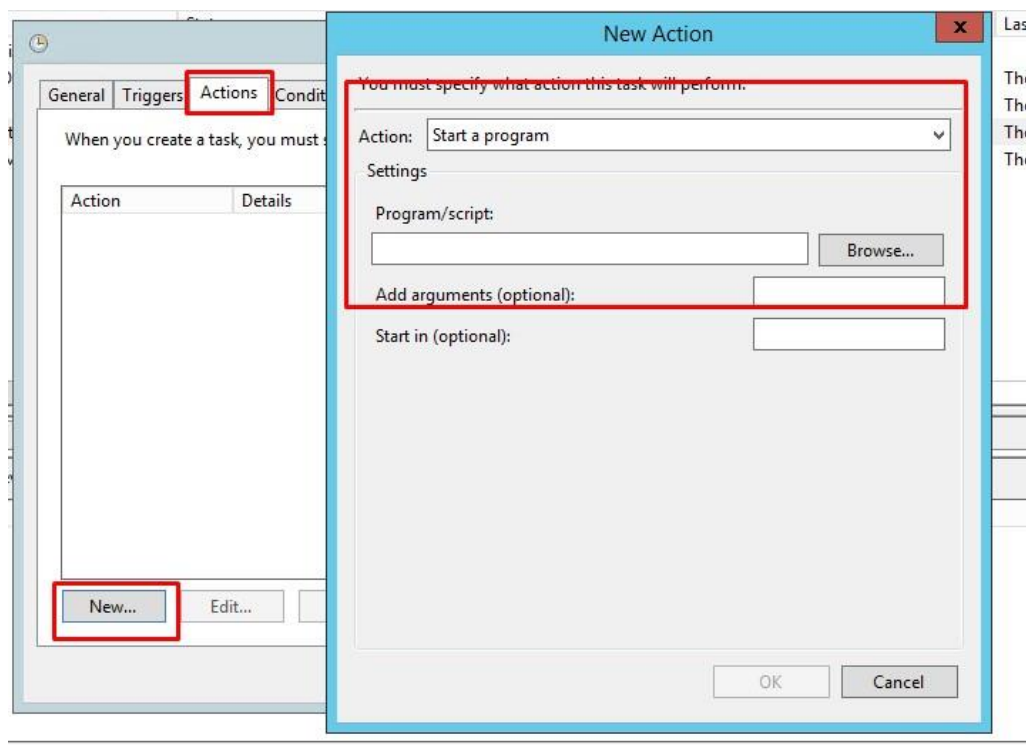 New Action
x
Las
General Triggers Actions Condit
You must specify what action this task will perform.
The
The
The
The
When you create a task, you must s
Action: Start a program
Settings
Action Details
Program/script:
Browse...
Add arguments (optional):
Start in (optional):
New... Edit...
OK Cancel